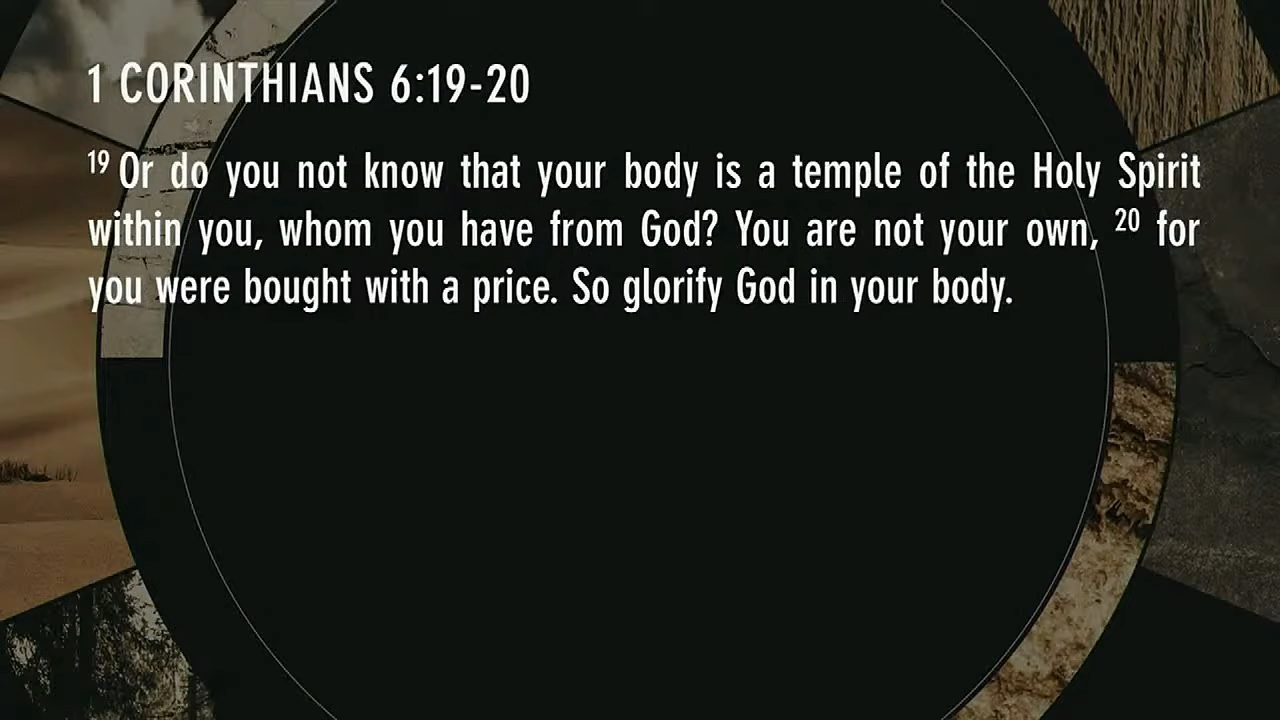 1 CORINTHIANS 6:19-20
19 Or do you not know that your body is a temple of the Holy Spirit
within you, whom you have from God? You are not your own, 20 for
you were bought with a price. So glorify God in your body.